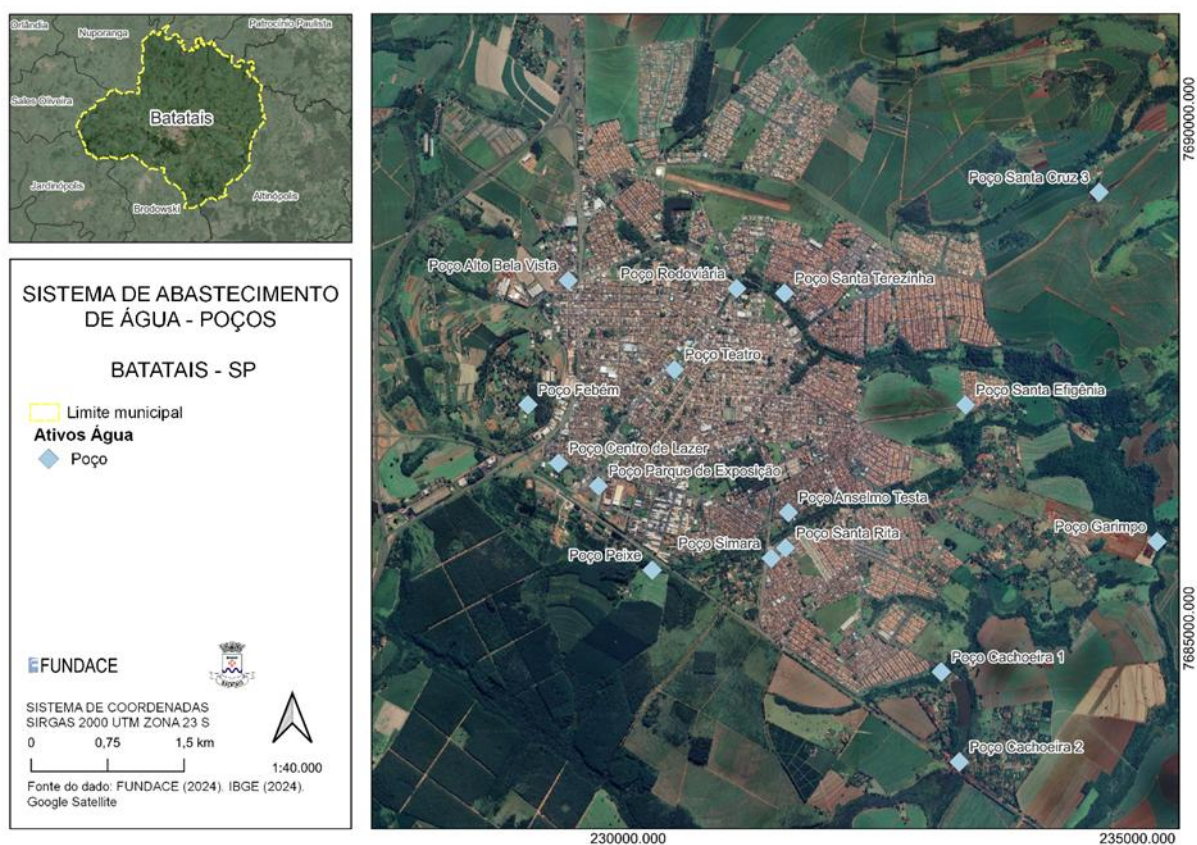 Orlândia
Nuporanga
Patrocínio Paulista
Sales Oliveira
Batatais
Jardinópolis
Brodowski
Altinópolis
SISTEMA DE ABASTECIMENTO
DE ÁGUA - POÇOS
BATATAIS - SP
Limite municipal
Ativos Água
Poço
FUNDACE
SISTEMA DE COORDENADAS
SIRGAS 2000 UTM ZONA 23 S
0 0,75 1,5 km
1:40.000
Fonte do dado: FUNDACE (2024). IBGE (2024).
Google Satellite
Poço Santa Cruz 3
Poço Alto Bela Vista
Poço Rodoviária
Poço Santa Terezinha
Poço Teatro
Poço Febém
Poço Santa Efigênia
Poço Centro de Lazer
Poço Parque de Exposição
Poço Anselmo Testa
Poço Garimpo
Poço Simara
Poço Santa Rita
Poço Peixe
Poço Cachoeira 1
Poço Cachoeira 2
7690000.000
7685000.000
230000.000
235000.000